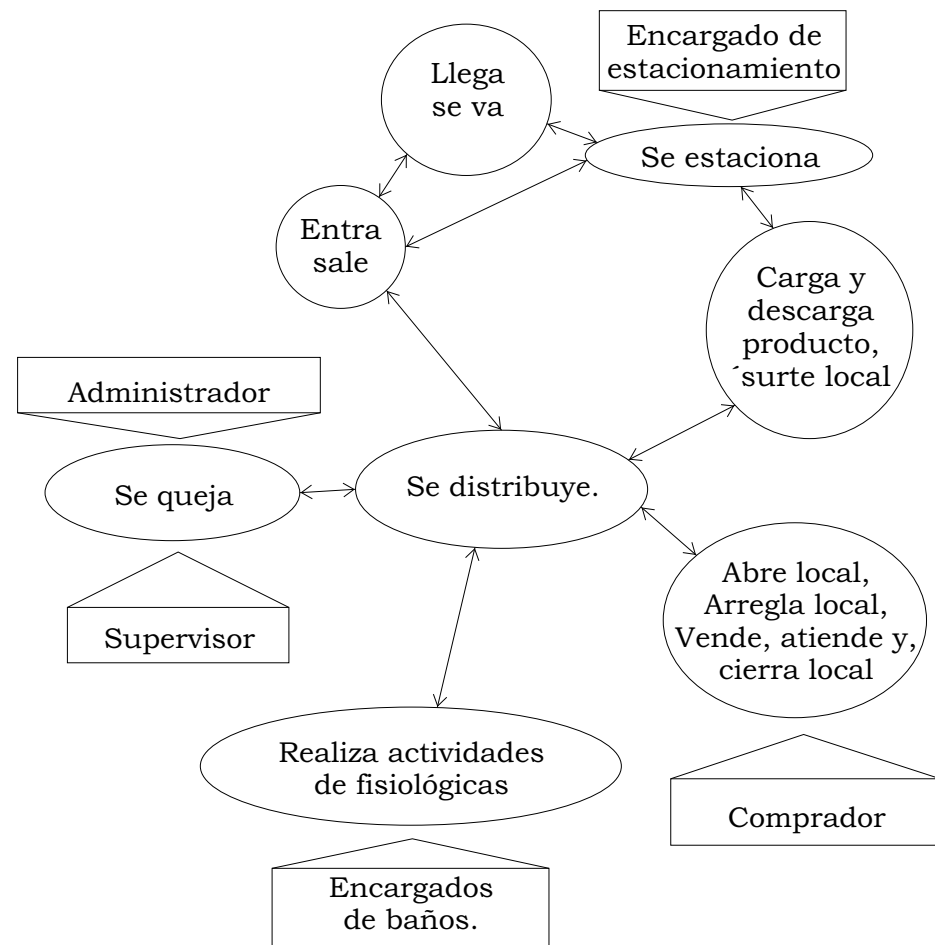 Encargado de
estacionamiento
Llega
se va
Se estaciona
Entra
sale
Carga y
descarga
producto,
´surte local
Administrador
Se queja
Se distribuye.
Supervisor
Abre local,
Arregla local,
Vende, atiende y,
cierra local
Realiza actividades
de fisiológicas
Comprador
Encargados
de baños.